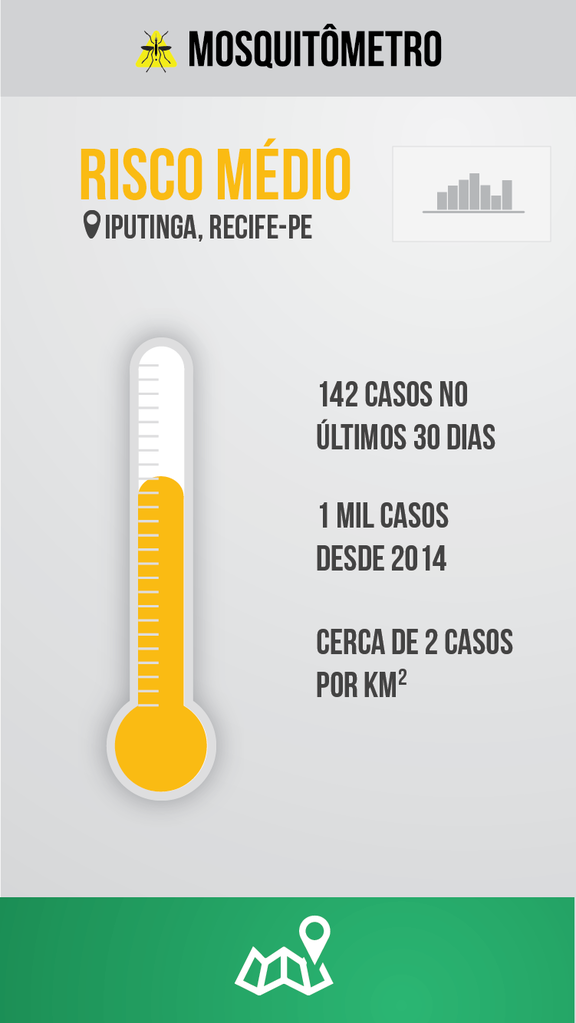 MOSQUITÔMETRO
RISCO MÉDIO
IPUTINGA, RECIFE-PE
142 CASOS NO
ÚLTIMOS 30 DIAS
1 MIL CASOS
DESDE 2014
CERCA DE 2 CASOS
POR KM²